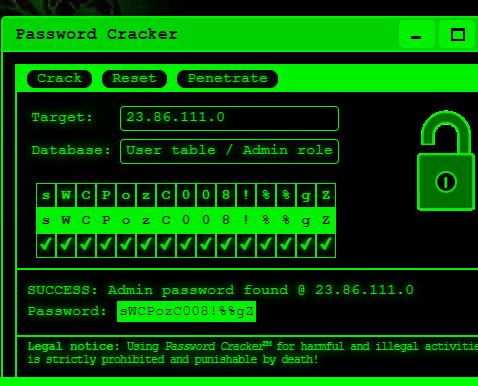 Password Cracker
Crack Reset Penetrate
Target: 23.86.111.0
Database: User table / Admin role
s W C P o z C 0 0 8 ! % % g Z
s W C P o z C 0 0 8 ! % % g Z
✓ ✓ ✓ ✓ ✓ ✓ ✓ ✓ ✓ ✓ ✓ ✓ ✓ ✓ ✓
SUCCESS: Admin password found @ 23.86.111.0
Password: sWCPozC008!%%gZ
Legal notice: Using Password Cracker℠ for harmful and illegal activitie
is strictly prohibited and punishable by death!